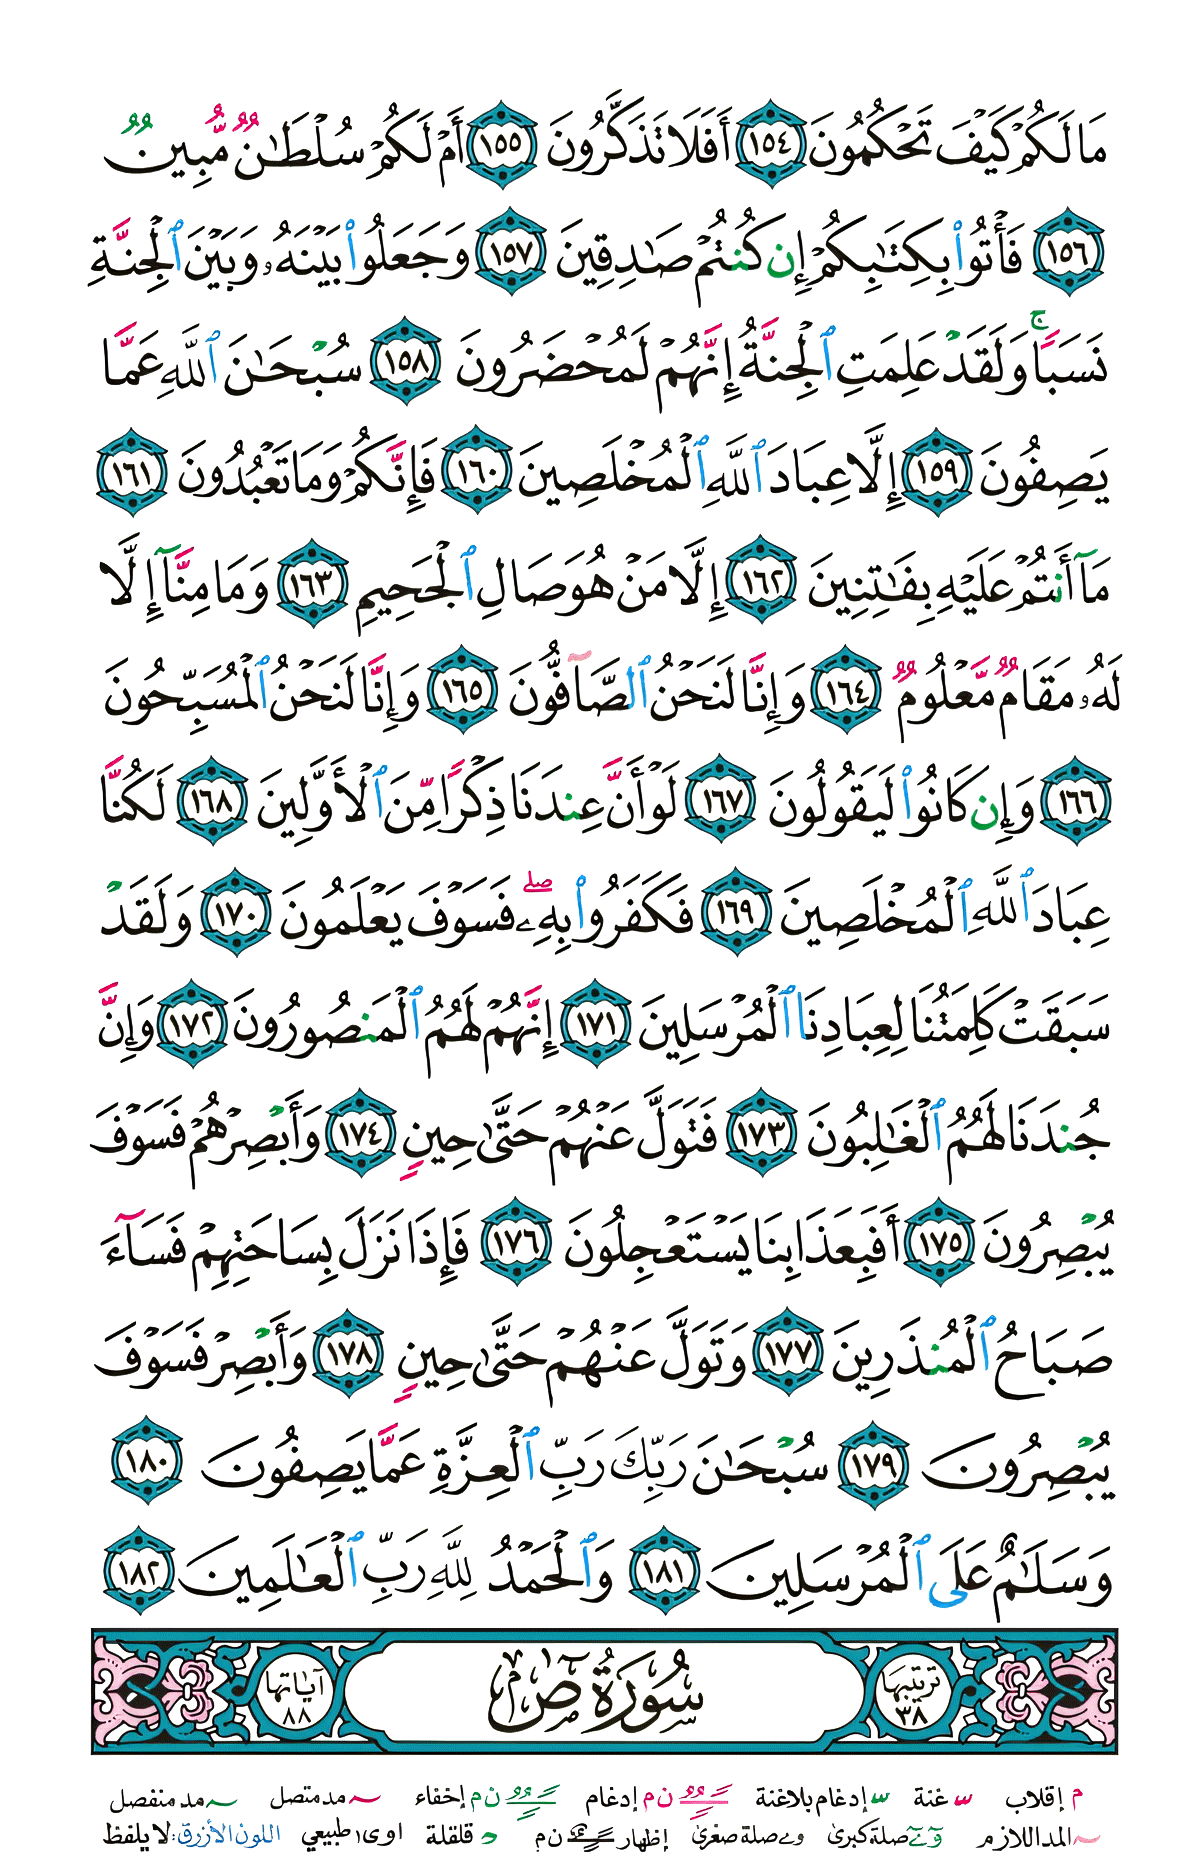 مَا لَكُمْ كَيْفَ تَحْكُمُونَ ١٥٤ أَفَلَا تَذَكَّرُونَ ١٥٥ أَمْ لَكُمْ سُلْطَٰنٌ مُّبِينٌ
١٥٦ فَأْتُوا۟ بِكِتَٰبِكُمْ إِن كُنتُمْ صَٰدِقِينَ ١٥٧ وَجَعَلُوا۟ بَيْنَهُۥ وَبَيْنَ ٱلْجِنَّةِ
نَسَبًا ۚ وَلَقَدْ عَلِمَتِ ٱلْجِنَّةُ إِنَّهُمْ لَمُحْضَرُونَ ١٥٨ سُبْحَٰنَ ٱللَّهِ عَمَّا
يَصِفُونَ ١٥٩ إِلَّا عِبَادَ ٱللَّهِ ٱلْمُخْلَصِينَ ١٦٠ فَإِنَّكُمْ وَمَا تَعْبُدُونَ ١٦١
مَآ أَنتُمْ عَلَيْهِ بِفَٰتِنِينَ ١٦٢ إِلَّا مَنْ هُوَ صَالِ ٱلْجَحِيمِ ١٦٣ وَمَا مِنَّآ إِلَّا
لَهُۥ مَقَامٌ مَّعْلُومٌ ١٦٤ وَإِنَّا لَنَحْنُ ٱلصَّآفُّونَ ١٦٥ وَإِنَّا لَنَحْنُ ٱلْمُسَبِّحُونَ
١٦٦ وَإِن كَانُوا۟ لَيَقُولُونَ ١٦٧ لَوْ أَنَّ عِندَنَا ذِكْرًا مِّنَ ٱلْأَوَّلِينَ ١٦٨ لَكُنَّا
عِبَادَ ٱللَّهِ ٱلْمُخْلَصِينَ ١٦٩ فَكَفَرُوا۟ بِهِۦ ۖ فَسَوْفَ يَعْلَمُونَ ١٧٠ وَلَقَدْ
سَبَقَتْ كَلِمَتُنَا لِعِبَادِنَا ٱلْمُرْسَلِينَ ١٧١ إِنَّهُمْ لَهُمُ ٱلْمَنصُورُونَ ١٧٢ وَإِنَّ
جُندَنَا لَهُمُ ٱلْغَٰلِبُونَ ١٧٣ فَتَوَلَّ عَنْهُمْ حَتَّىٰ حِينٍ ١٧٤ وَأَبْصِرْهُمْ فَسَوْفَ
يُبْصِرُونَ ١٧٥ أَفَبِعَذَابِنَا يَسْتَعْجِلُونَ ١٧٦ فَإِذَا نَزَلَ بِسَاحَتِهِمْ فَسَآءَ
صَبَاحُ ٱلْمُنذَرِينَ ١٧٧ وَتَوَلَّ عَنْهُمْ حَتَّىٰ حِينٍ ١٧٨ وَأَبْصِرْ فَسَوْفَ
يُبْصِرُونَ ١٧٩ سُبْحَٰنَ رَبِّكَ رَبِّ ٱلْعِزَّةِ عَمَّا يَصِفُونَ ١٨٠
وَسَلَٰمٌ عَلَى ٱلْمُرْسَلِينَ ١٨١ وَٱلْحَمْدُ لِلَّهِ رَبِّ ٱلْعَٰلَمِينَ ١٨٢
ترتيبها ٣٨ سُورَةُ صٓ آياتها ٨٨
م إقلاب غنة إدغام بلاغنة ن م إدغام ن م إخفاء مد متصل مد منفصل
المد اللازم صلة كبرى و ے صلة صغرى إظهار ن م قلقلة ا و ى طبيعي اللون الأزرق: لا يلفظ